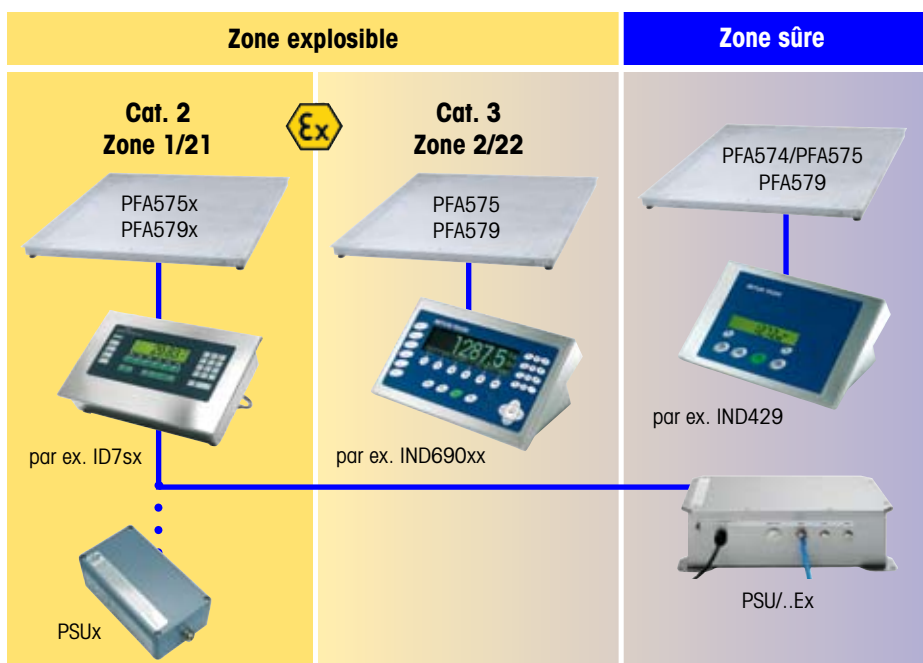 Zone explosible
Zone sûre
Cat. 2
Zone 1/21
Ex
Cat. 3
Zone 2/22
PFA575x
PFA579x
PFA575
PFA579
PFA574/PFA575
PFA579
1287.5
par ex. ID7sx
par ex. IND690xx
par ex. IND429
PSUx
PSU/..Ex